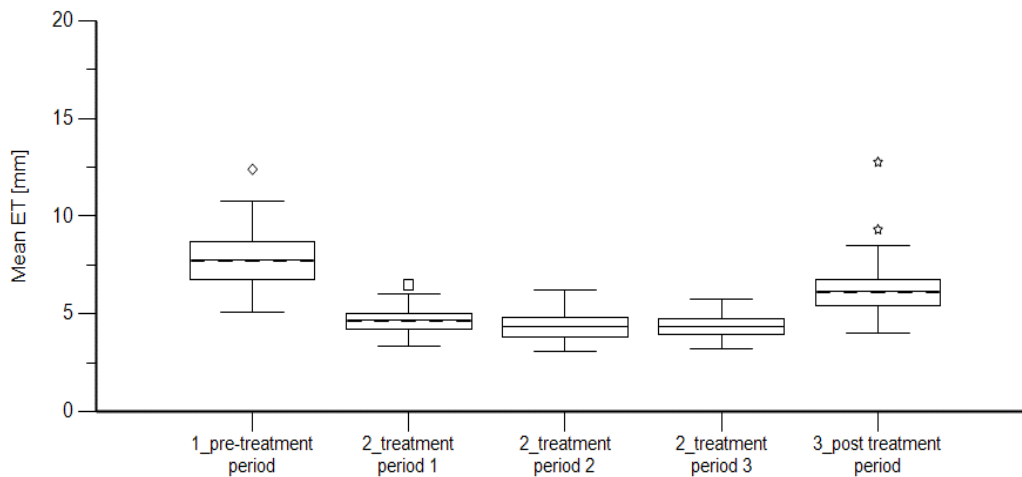 20
15
10
5
0
Mean ET [mm]
1_pre-treatment
period
2_treatment
period 1
2_treatment
period 2
2_treatment
period 3
3_post treatment
period